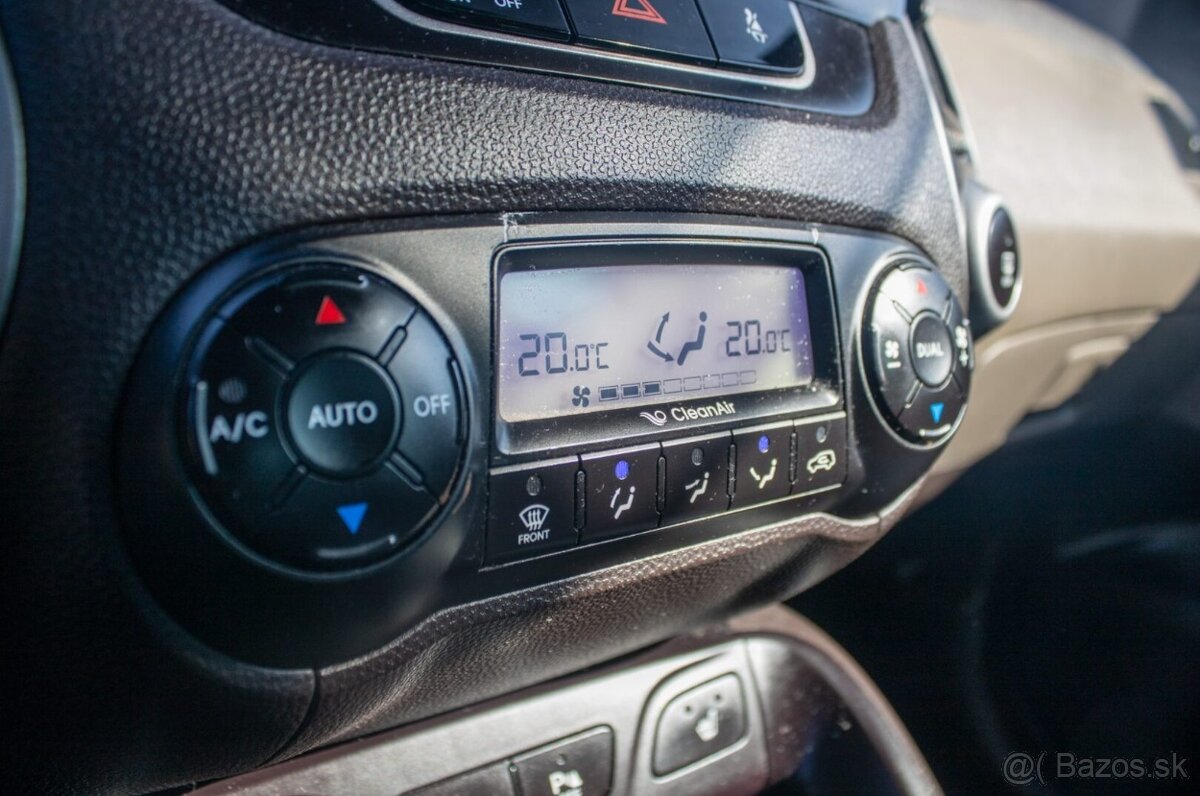 OFF
20.0°C 20.0°C
CleanAir
A/C AUTO OFF
DUAL
FRONT
P
@( Bazos.sk